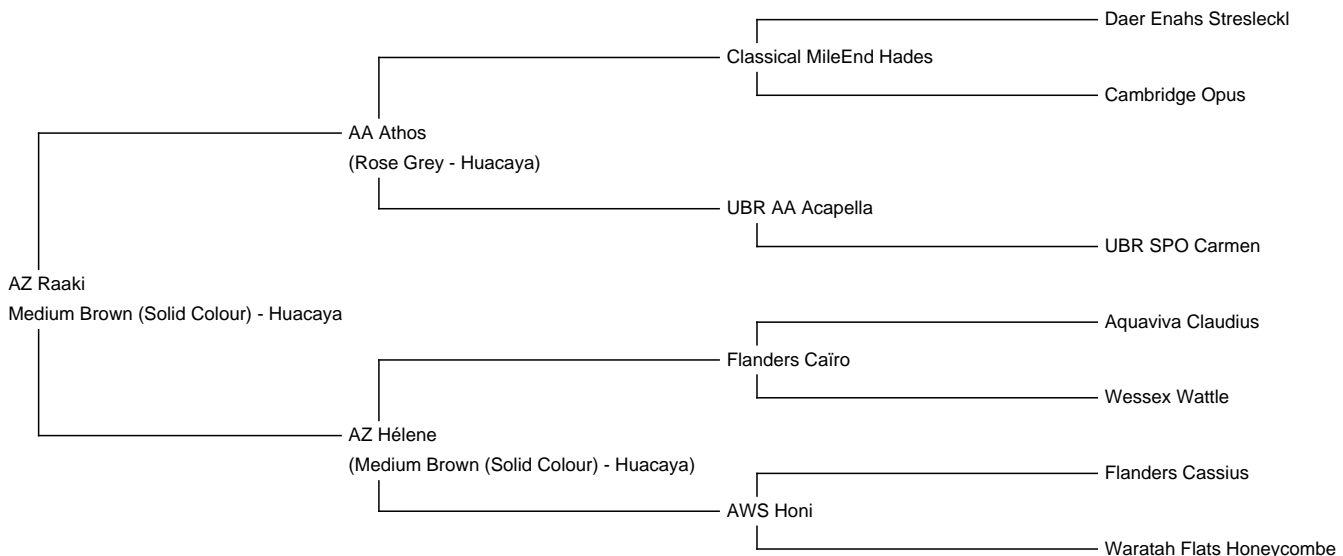 Daer Enahs Stresleckl
Classical MileEnd Hades
Cambridge Opus
AA Athos
(Rose Grey - Huacaya)
UBR AA Acapella
UBR SPO Carmen
AZ Raaki
Medium Brown (Solid Colour) - Huacaya
Aquaviva Claudius
Flanders Caïro
Wessex Wattle
AZ Hélene
(Medium Brown (Solid Colour) - Huacaya)
Flanders Cassius
AWS Honi
Waratah Flats Honeycombe